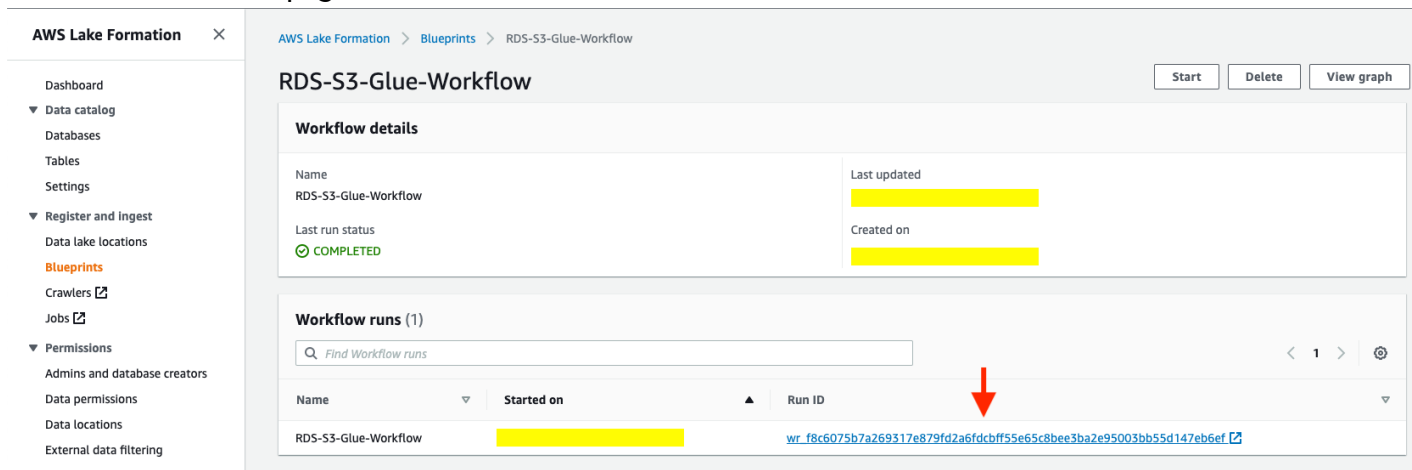 AWS Lake Formation
Dashboard
Data catalog
Databases
Tables
Settings
Register and ingest
Data lake locations
Blueprints
Crawlers
Jobs
Permissions
Admins and database creators
Data permissions
Data locations
External data filtering
AWS Lake Formation > Blueprints > RDS-S3-Glue-Workflow
RDS-S3-Glue-Workflow
Start Delete View graph
Workflow details
Name
RDS-S3-Glue-Workflow
Last run status
COMPLETED
Last updated
Created on
Workflow runs (1)
Find Workflow runs
1
Name Started on Run ID
RDS-S3-Glue-Workflow wr_f8c6075b7a269317e879fd2a6fdcbff55e65c8bee3ba2e95003bb55d147eb6ef